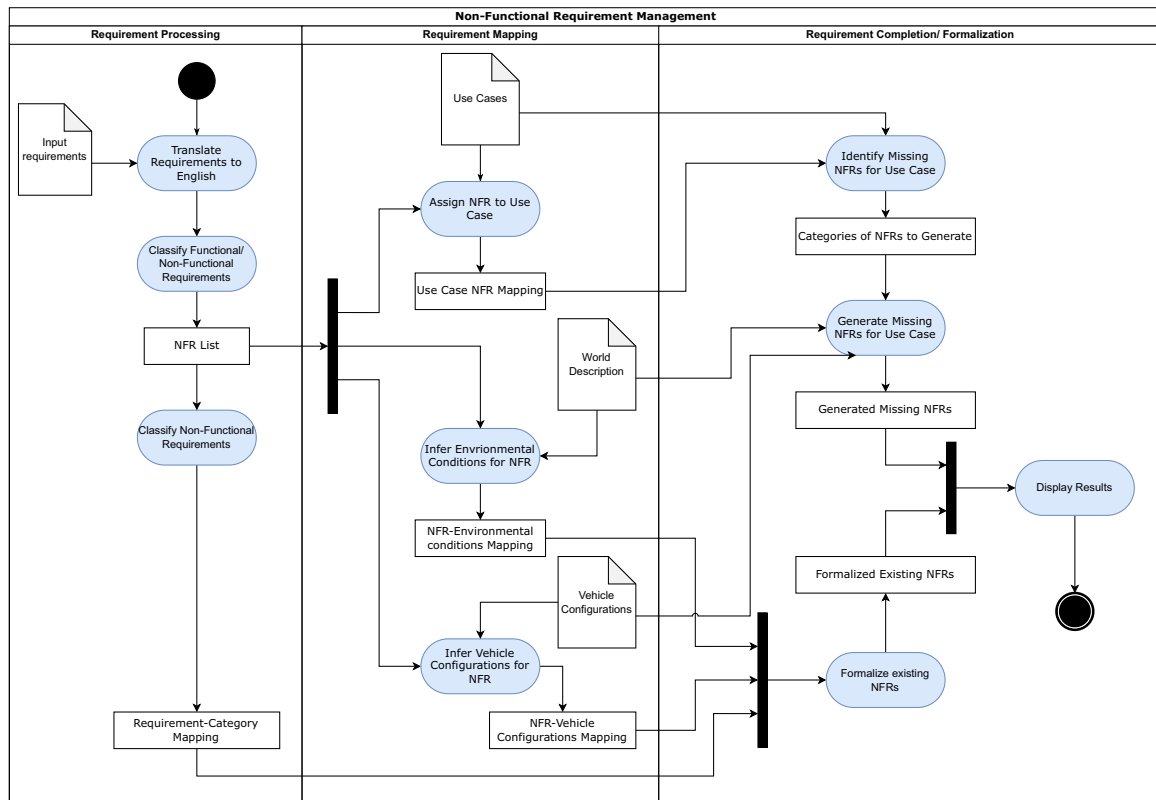 Non-Functional Requirement Management
Requirement Processing
Requirement Mapping
Requirement Completion/ Formalization
Input
requirements
Translate
Requirements to
English
Classify Functional/
Non-Functional
Requirements
NFR List
Classify Non-Functional
Requirements
Requirement-Category
Mapping
Use Cases
Assign NFR to Use
Case
Use Case NFR Mapping
World
Description
Infer Envrionmental
Conditions for NFR
NFR-Environmental
conditions Mapping
Vehicle
Configurations
Infer Vehicle
Configurations for
NFR
NFR-Vehicle
Configurations Mapping
Identify Missing
NFRs for Use Case
Categories of NFRs to Generate
Generate Missing
NFRs for Use Case
Generated Missing NFRs
Display Results
Formalized Existing NFRs
Formalize existing
NFRs